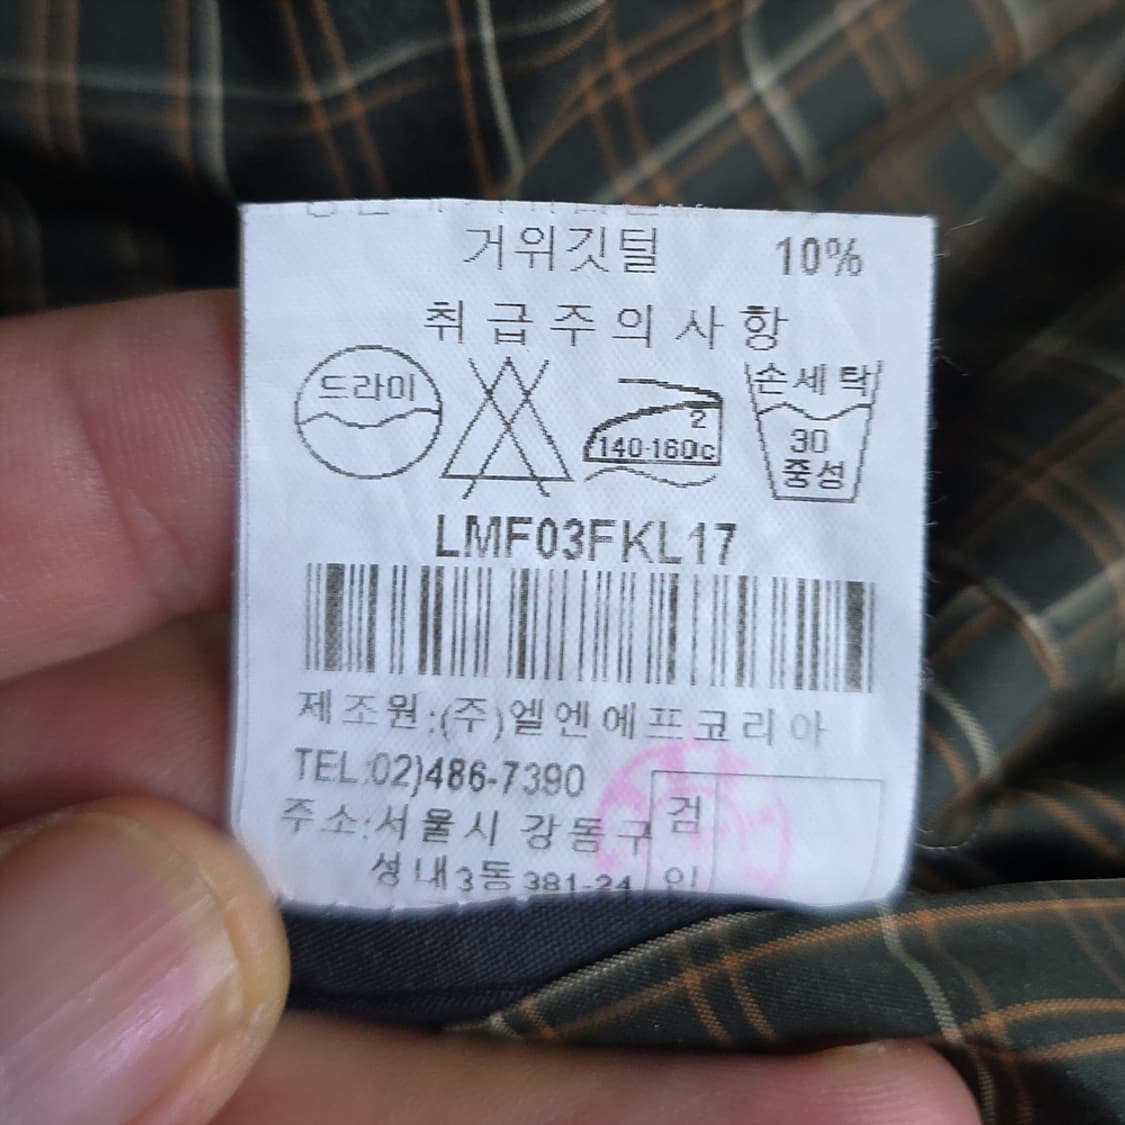 거위깃털 10%
취급주의사항
드라이
2
140-160c
손세탁
30
중성
LMF03FKL17
제조원:(주)엘엔에프코리아
TEL:02)486-7390
주소:서울시 강동구
성내3동 381-24
검
인